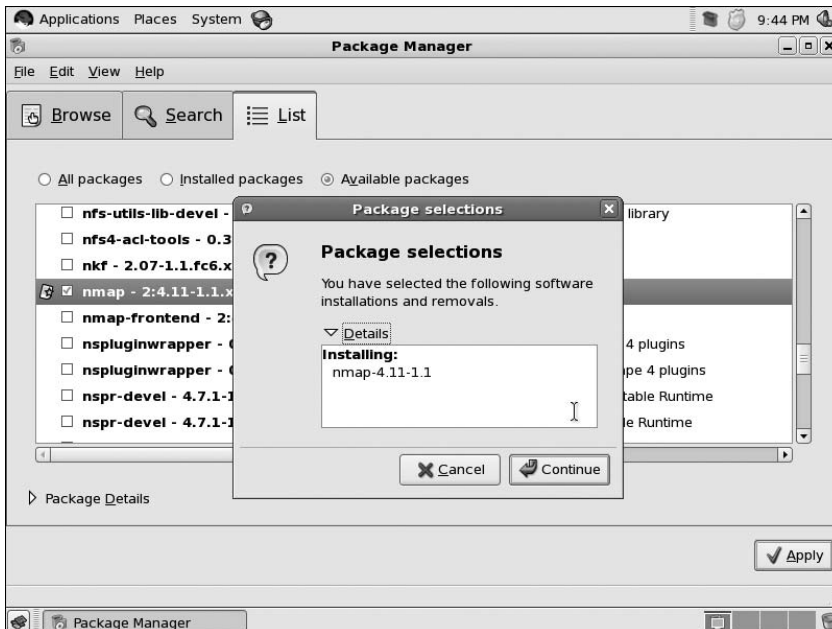 Applications Places System 9:44 PM
Package Manager
File Edit View Help
Browse Search List
All packages Installed packages Available packages
nfs-utils-lib-devel - library
nfs4-acl-tools - 0.3
nkf - 2.07-1.1.fc6.x
nmap - 2:4.11-1.1.x
nmap-frontend - 2:
nspluginwrapper - 4 plugins
nspluginwrapper - pe 4 plugins
nspr-devel - 4.7.1-1 table Runtime
nspr-devel - 4.7.1-1 le Runtime
Package selections
Package selections
You have selected the following software
installations and removals.
Details
Installing:
nmap-4.11-1.1
Cancel Continue
Package Details
Apply
Package Manager